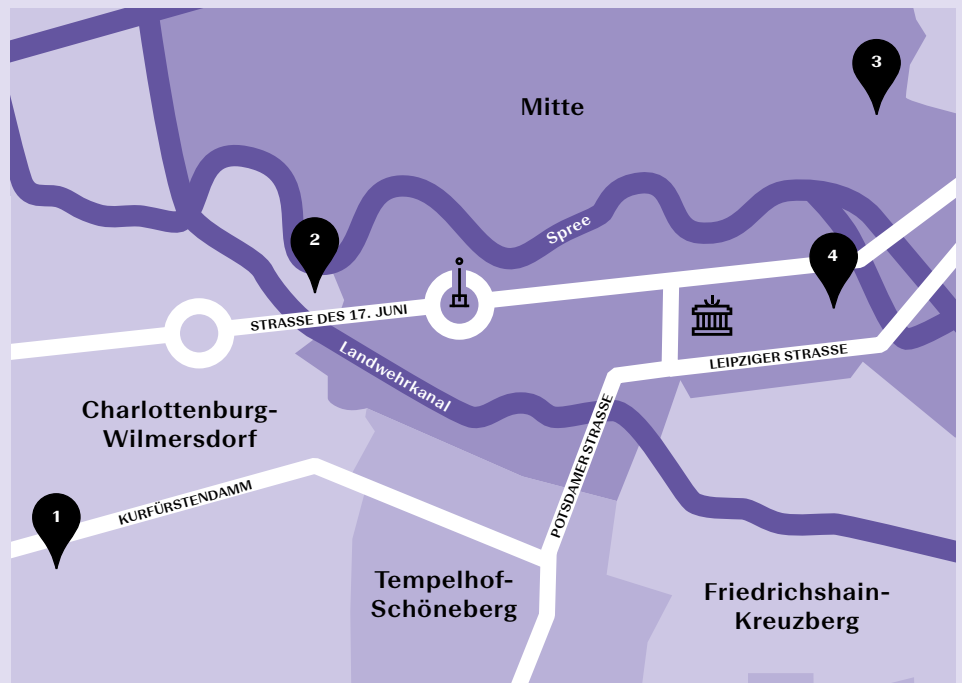 3
Mitte
Spree
2
4
STRASSE DES 17. JUNI
LEIPZIGER STRASSE
Landwehrkanal
Charlottenburg-
Wilmersdorf
POTSDAMER STRASSE
KURFÜRSTENDAMM
1
Tempelhof-
Schöneberg
Friedrichshain-
Kreuzberg